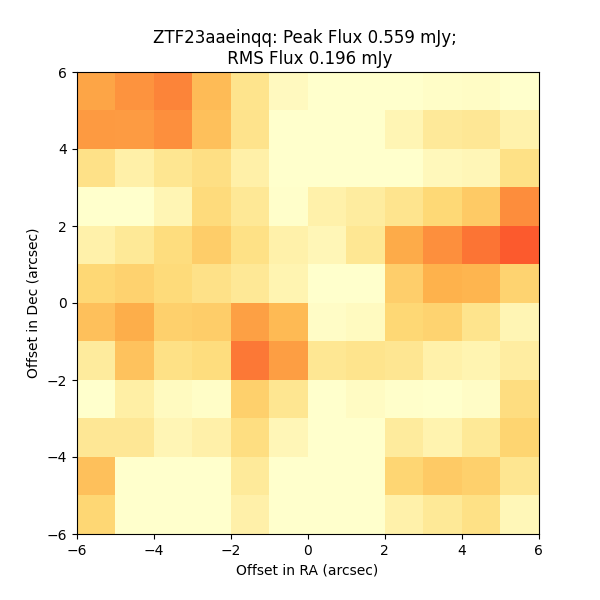 ZTF23aaeinqq: Peak Flux 0.559 mJy;
RMS Flux 0.196 mJy
6
4
2
0
−2
−4
−6
Offset in Dec (arcsec)
−6 −4 −2 0 2 4 6
Offset in RA (arcsec)